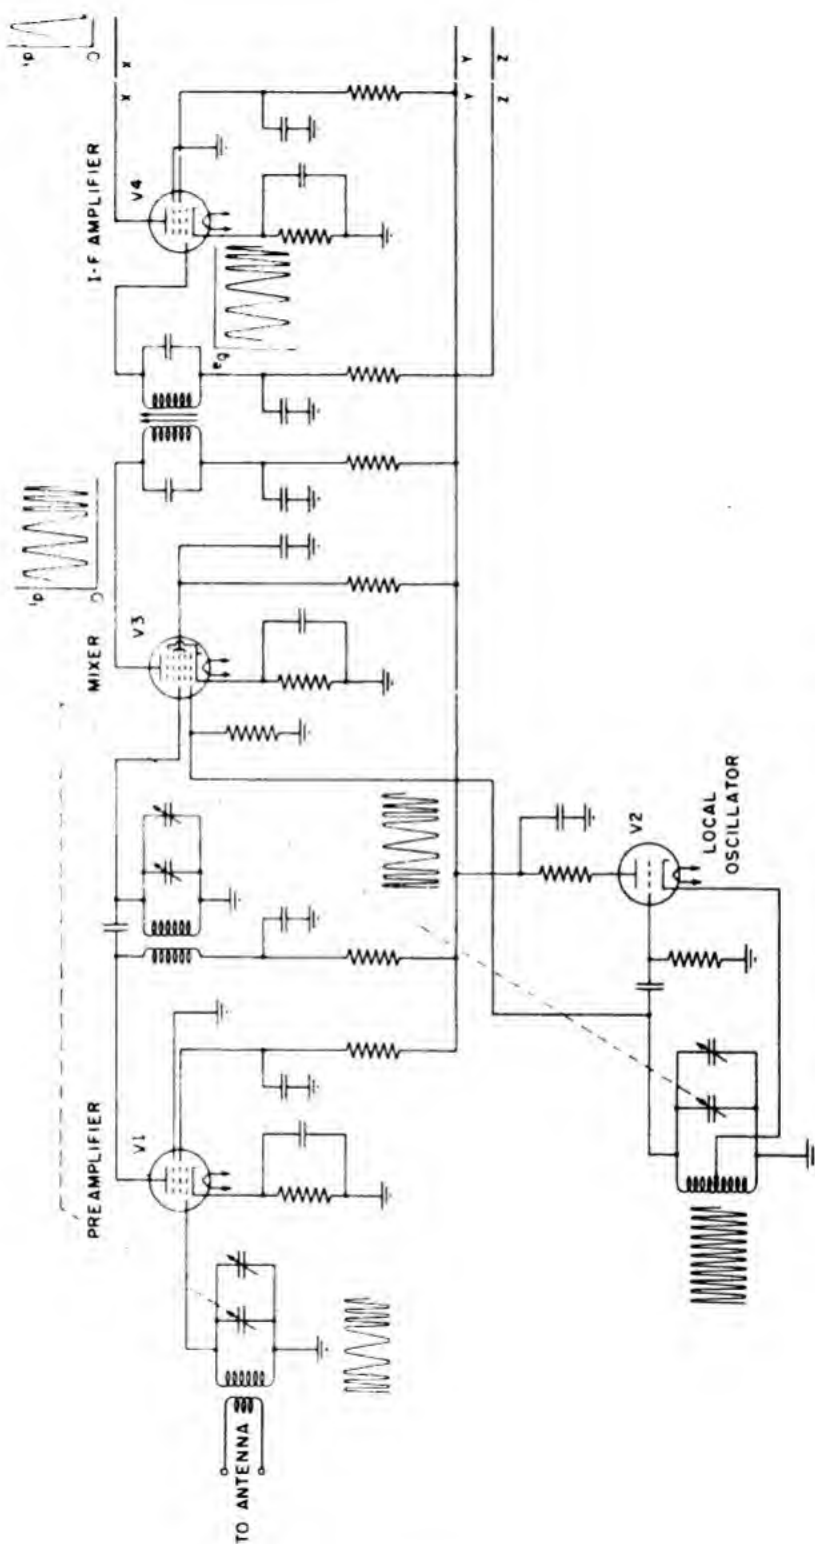 TO ANTENNA
PREAMPLIFIER
V1
MIXER
V3
ip
O
I-F AMPLIFIER
V4
eg
ip
O
X X
Y Y
Z Z
V2
LOCAL
OSCILLATOR